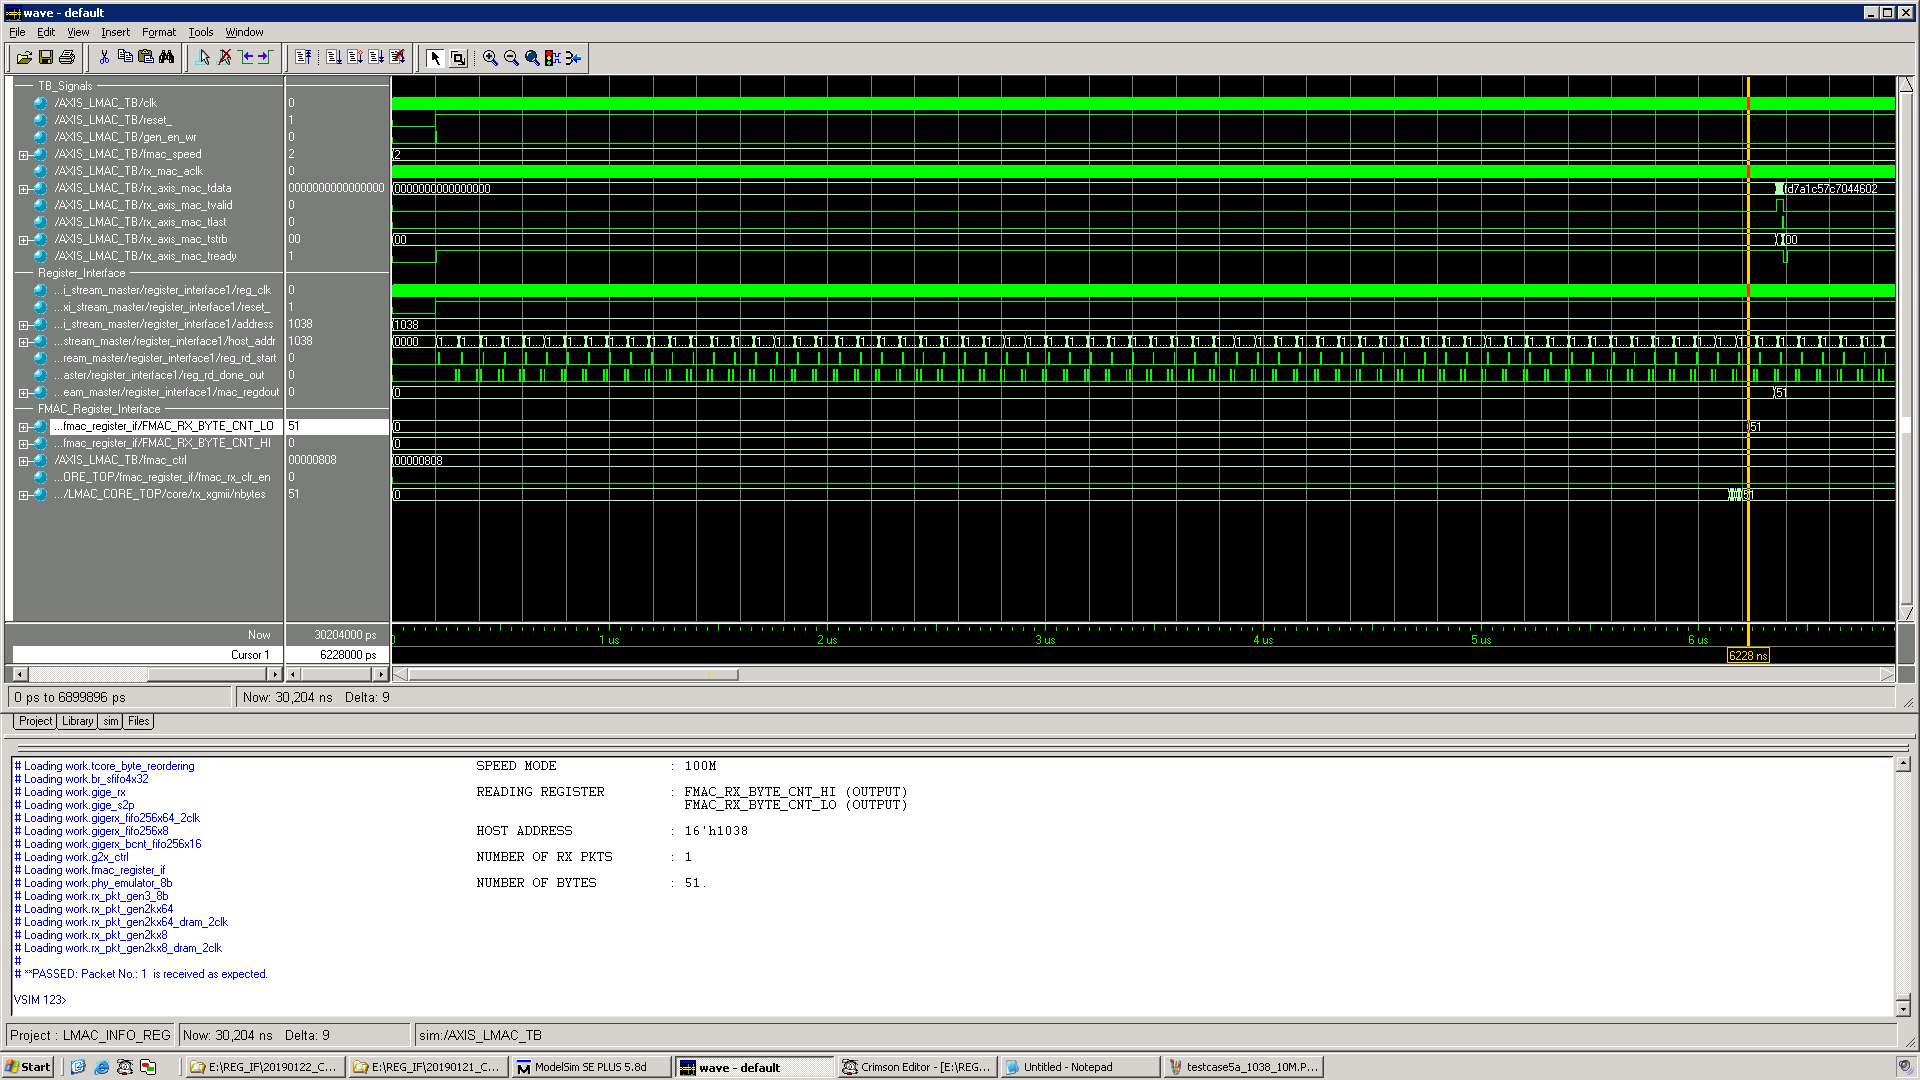 wave - default
File Edit View Insert Format Tools Window
TB_Signals
/AXIS_LMAC_TB/clk 0
/AXIS_LMAC_TB/reset_ 1
/AXIS_LMAC_TB/gen_en_wr 0
/AXIS_LMAC_TB/fmac_speed 2 2
/AXIS_LMAC_TB/rx_mac_aclk 0
/AXIS_LMAC_TB/rx_axis_mac_tdata 0000000000000000 0000000000000000 fd7a1c57c7044602
/AXIS_LMAC_TB/rx_axis_mac_tvalid 0
/AXIS_LMAC_TB/rx_axis_mac_tlast 0
/AXIS_LMAC_TB/rx_axis_mac_tstrb 00 00 00
/AXIS_LMAC_TB/rx_axis_mac_tready 1
Register_Interface
...i_stream_master/register_interface1/reg_clk 0
...xi_stream_master/register_interface1/reset_ 1
...i_stream_master/register_interface1/address 1038 1038
...stream_master/register_interface1/host_addr 1038 0000
...ream_master/register_interface1/reg_rd_start 0
...aster/register_interface1/reg_rd_done_out 0
...eam_master/register_interface1/mac_regdout 0 0 51
FMAC_Register_Interface
...fmac_register_if/FMAC_RX_BYTE_CNT_LO 51 0 51
...fmac_register_if/FMAC_RX_BYTE_CNT_HI 0 0
/AXIS_LMAC_TB/fmac_ctrl 00000808 00000808
...ORE_TOP/fmac_register_if/fmac_rx_clr_en 0
.../LMAC_CORE_TOP/core/rx_xgmii/nbytes 51 0 51
Now 30204000 ps 0 1 us 2 us 3 us 4 us 5 us 6 us
Cursor 1 6228000 ps 6228 ns
0 ps to 6899896 ps Now: 30,204 ns Delta: 9
Project Library sim Files
# Loading work.tcore_byte_reordering
# Loading work.br_sfifo4x32
# Loading work.gige_rx
# Loading work.gige_s2p
# Loading work.gigerx_fifo256x64_2clk
# Loading work.gigerx_fifo256x8
# Loading work.gigerx_bcnt_fifo256x16
# Loading work.g2x_ctrl
# Loading work.fmac_register_if
# Loading work.phy_emulator_8b
# Loading work.rx_pkt_gen3_8b
# Loading work.rx_pkt_gen2kx64
# Loading work.rx_pkt_gen2kx64_dram_2clk
# Loading work.rx_pkt_gen2kx8
# Loading work.rx_pkt_gen2kx8_dram_2clk
#
# **PASSED: Packet No.: 1 is received as expected.
VSIM 123>
SPEED MODE : 100M
READING REGISTER : FMAC_RX_BYTE_CNT_HI (OUTPUT)
FMAC_RX_BYTE_CNT_LO (OUTPUT)
HOST ADDRESS : 16'h1038
NUMBER OF RX PKTS : 1
NUMBER OF BYTES : 51.
Project : LMAC_INFO_REG Now: 30,204 ns Delta: 9 sim:/AXIS_LMAC_TB
Start E:\REG_IF\20190122_C... E:\REG_IF\20190121_C... ModelSim SE PLUS 5.8d wave - default Crimson Editor - [E:\REG... Untitled - Notepad testcase5a_1038_10M.P...